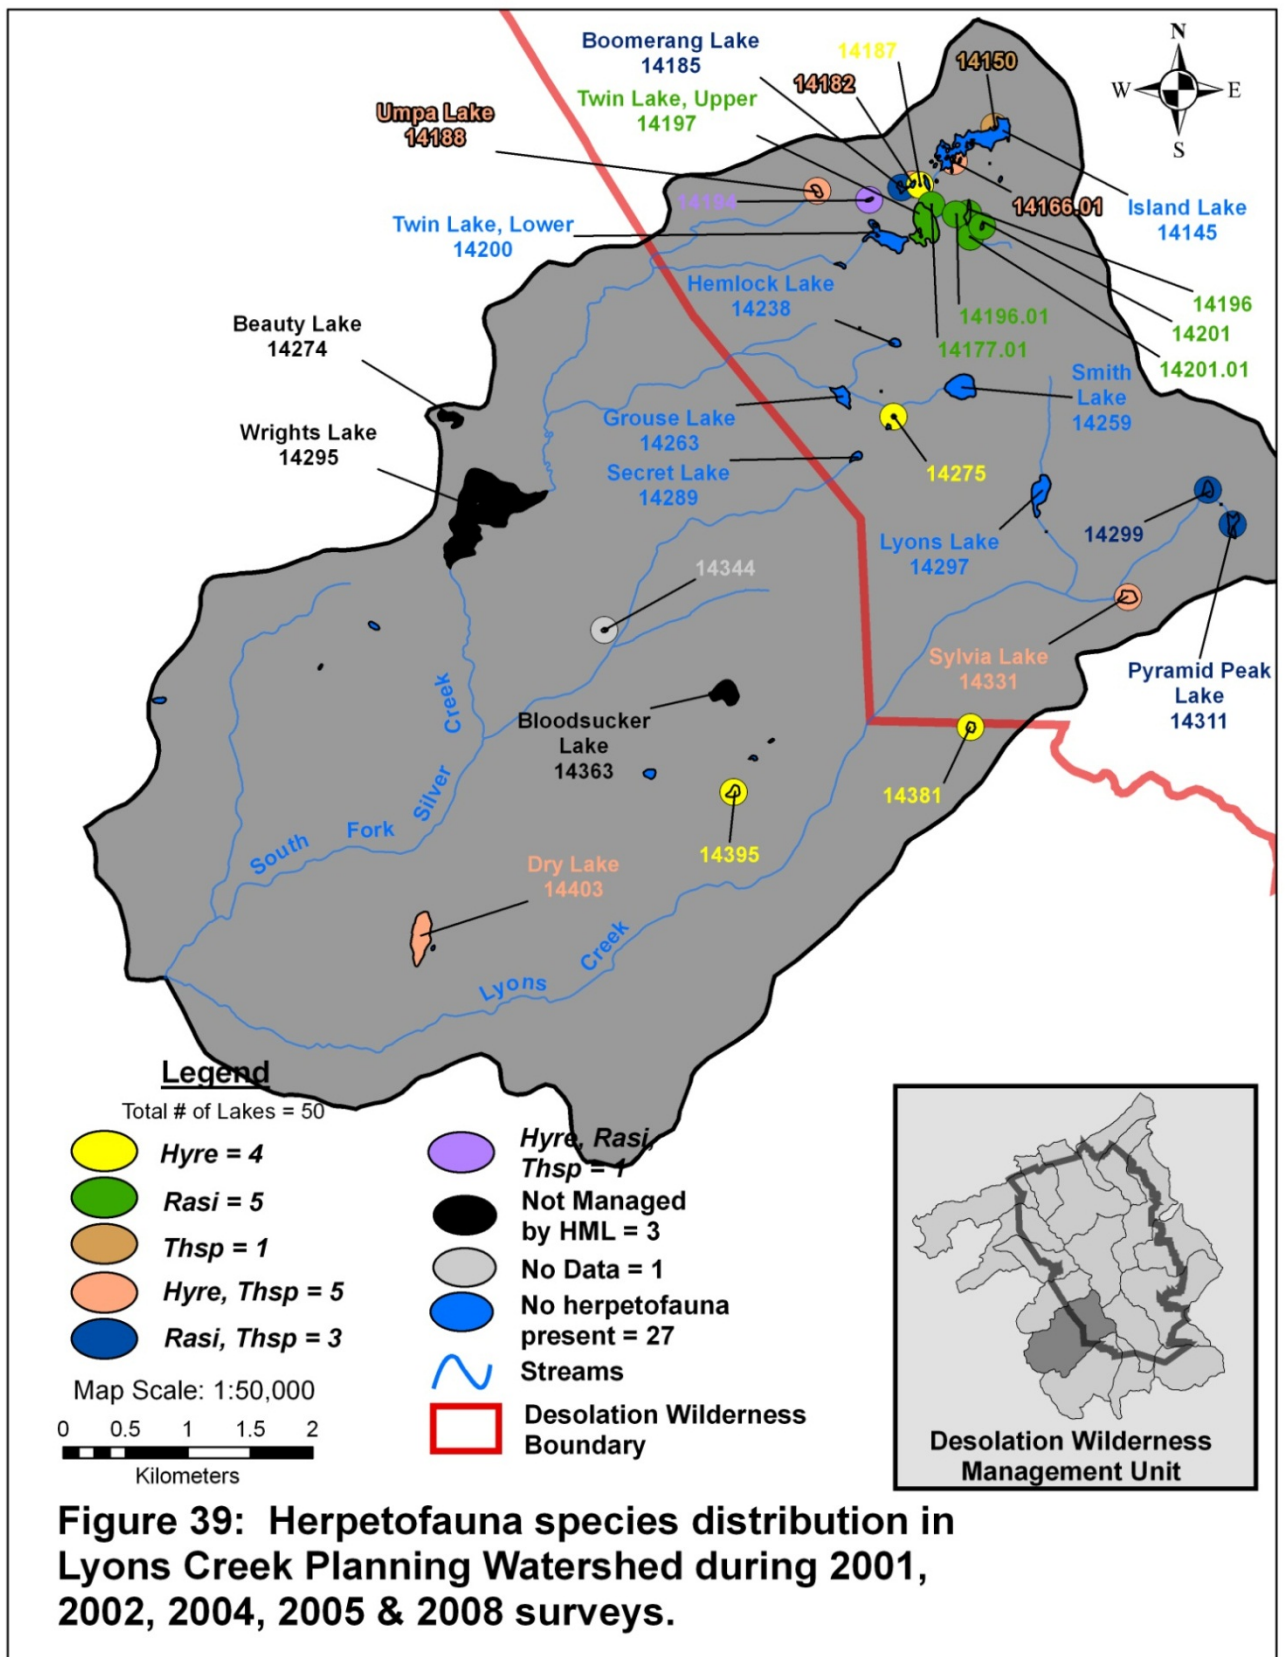 Boomerang Lake
14185
14187
14182
14150
N
W
E
S
Twin Lake, Upper
14197
Umpa Lake
14188
14194
14166.01
Island Lake
14145
Twin Lake, Lower
14200
Hemlock Lake
14238
14196
14196.01
14201
14177.01
14201.01
Beauty Lake
14274
Smith
Lake
14259
Wrights Lake
14295
Grouse Lake
14263
14275
Secret Lake
14289
Lyons Lake
14297
14299
14344
Sylvia Lake
14331
Pyramid Peak
Lake
14311
Bloodsucker
Lake
14363
South Fork Silver Creek
14381
14395
Dry Lake
14403
Lyons Creek
Legend
Total # of Lakes = 50
Hyre = 4
Rasi = 5
Thsp = 1
Hyre, Thsp = 5
Rasi, Thsp = 3
Hyre, Rasi,
Thsp = 1
Not Managed
by HML = 3
No Data = 1
No herpetofauna
present = 27
Streams
Desolation Wilderness
Boundary
Map Scale: 1:50,000
0 0.5 1 1.5 2
Kilometers
Desolation Wilderness
Management Unit
Figure 39: Herpetofauna species distribution in
Lyons Creek Planning Watershed during 2001,
2002, 2004, 2005 & 2008 surveys.